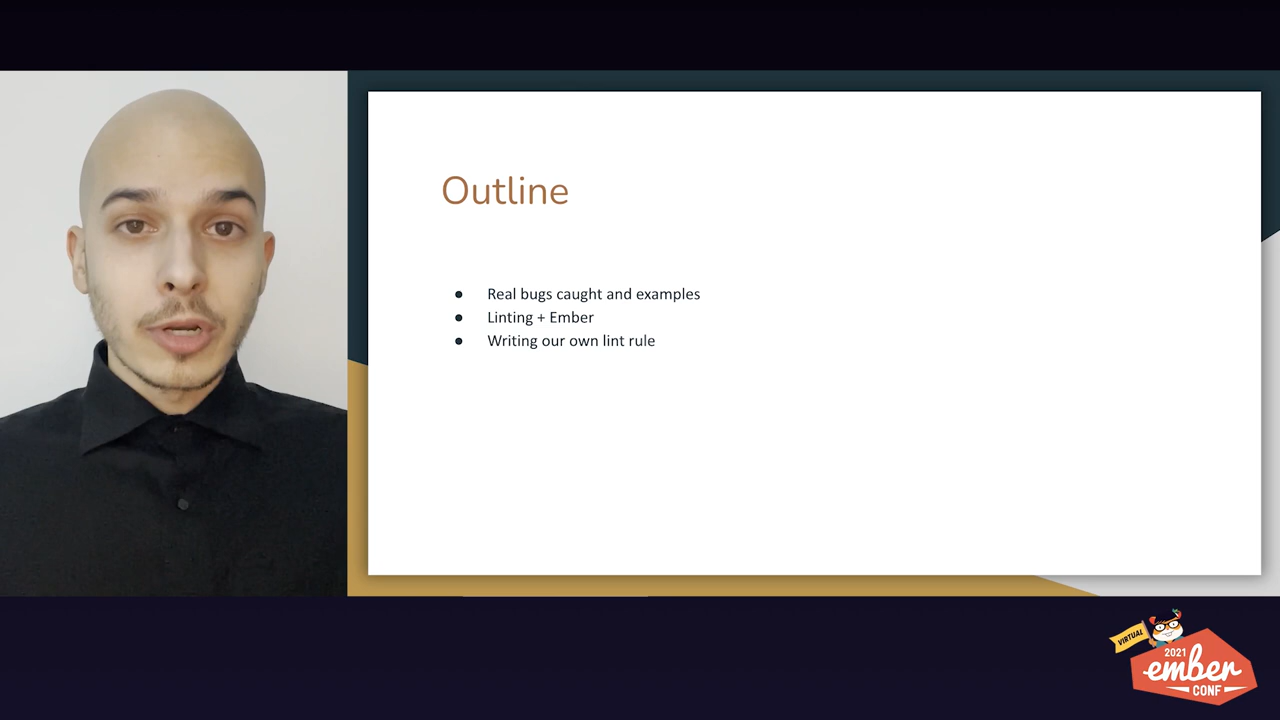 Outline
● Real bugs caught and examples
● Linting + Ember
● Writing our own lint rule
VIRTUAL
2021
ember
CONF